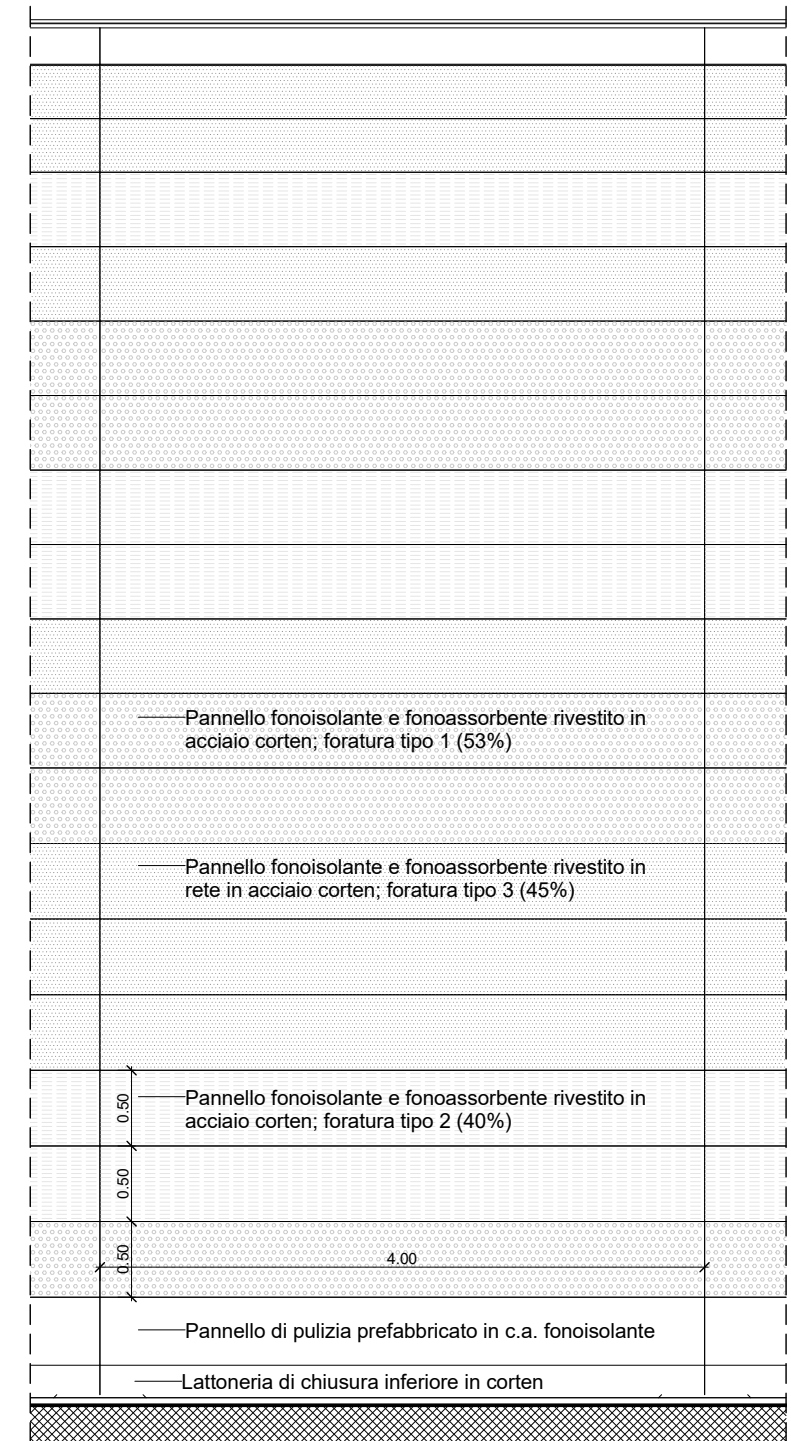 Pannello fonoisolante e fonoassorbente rivestito in
acciaio corten; foratura tipo 1 (53%)
Pannello fonoisolante e fonoassorbente rivestito in
rete in acciaio corten; foratura tipo 3 (45%)
0.50
Pannello fonoisolante e fonoassorbente rivestito in
acciaio corten; foratura tipo 2 (40%)
0.50
0.50
4.00
Pannello di pulizia prefabbricato in c.a. fonoisolante
Lattoneria di chiusura inferiore in corten